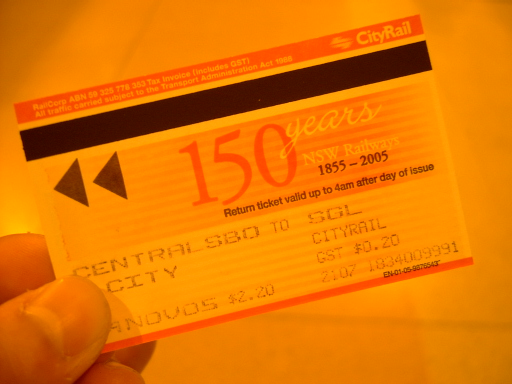 CityRail
RailCorp ABN 59 325 778 353 Tax Invoice (includes GST)
All traffic carried subject to the Transport Administration Act 1988
150 years
NSW Railways
1855 - 2005
Return ticket valid up to 4am after day of issue
CENTRALSBO TO SGL
CITY CITYRAIL
GST $0.20
NOV05 $2.20 2107 1834009991